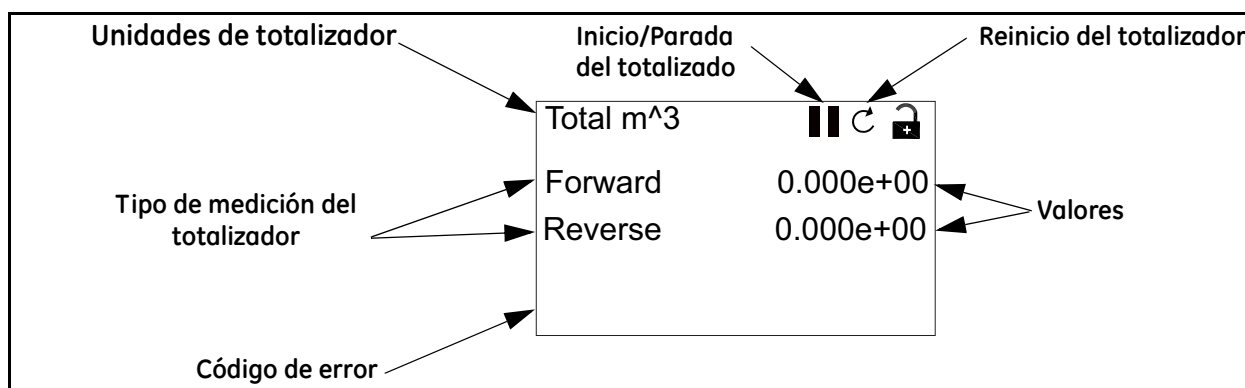 Unidades de totalizador
Inicio/Parada
del totalizado
Reinicio del totalizador
Total m^3
Forward 0.000e+00
Reverse 0.000e+00
Tipo de medición del
totalizador
Valores
Código de error